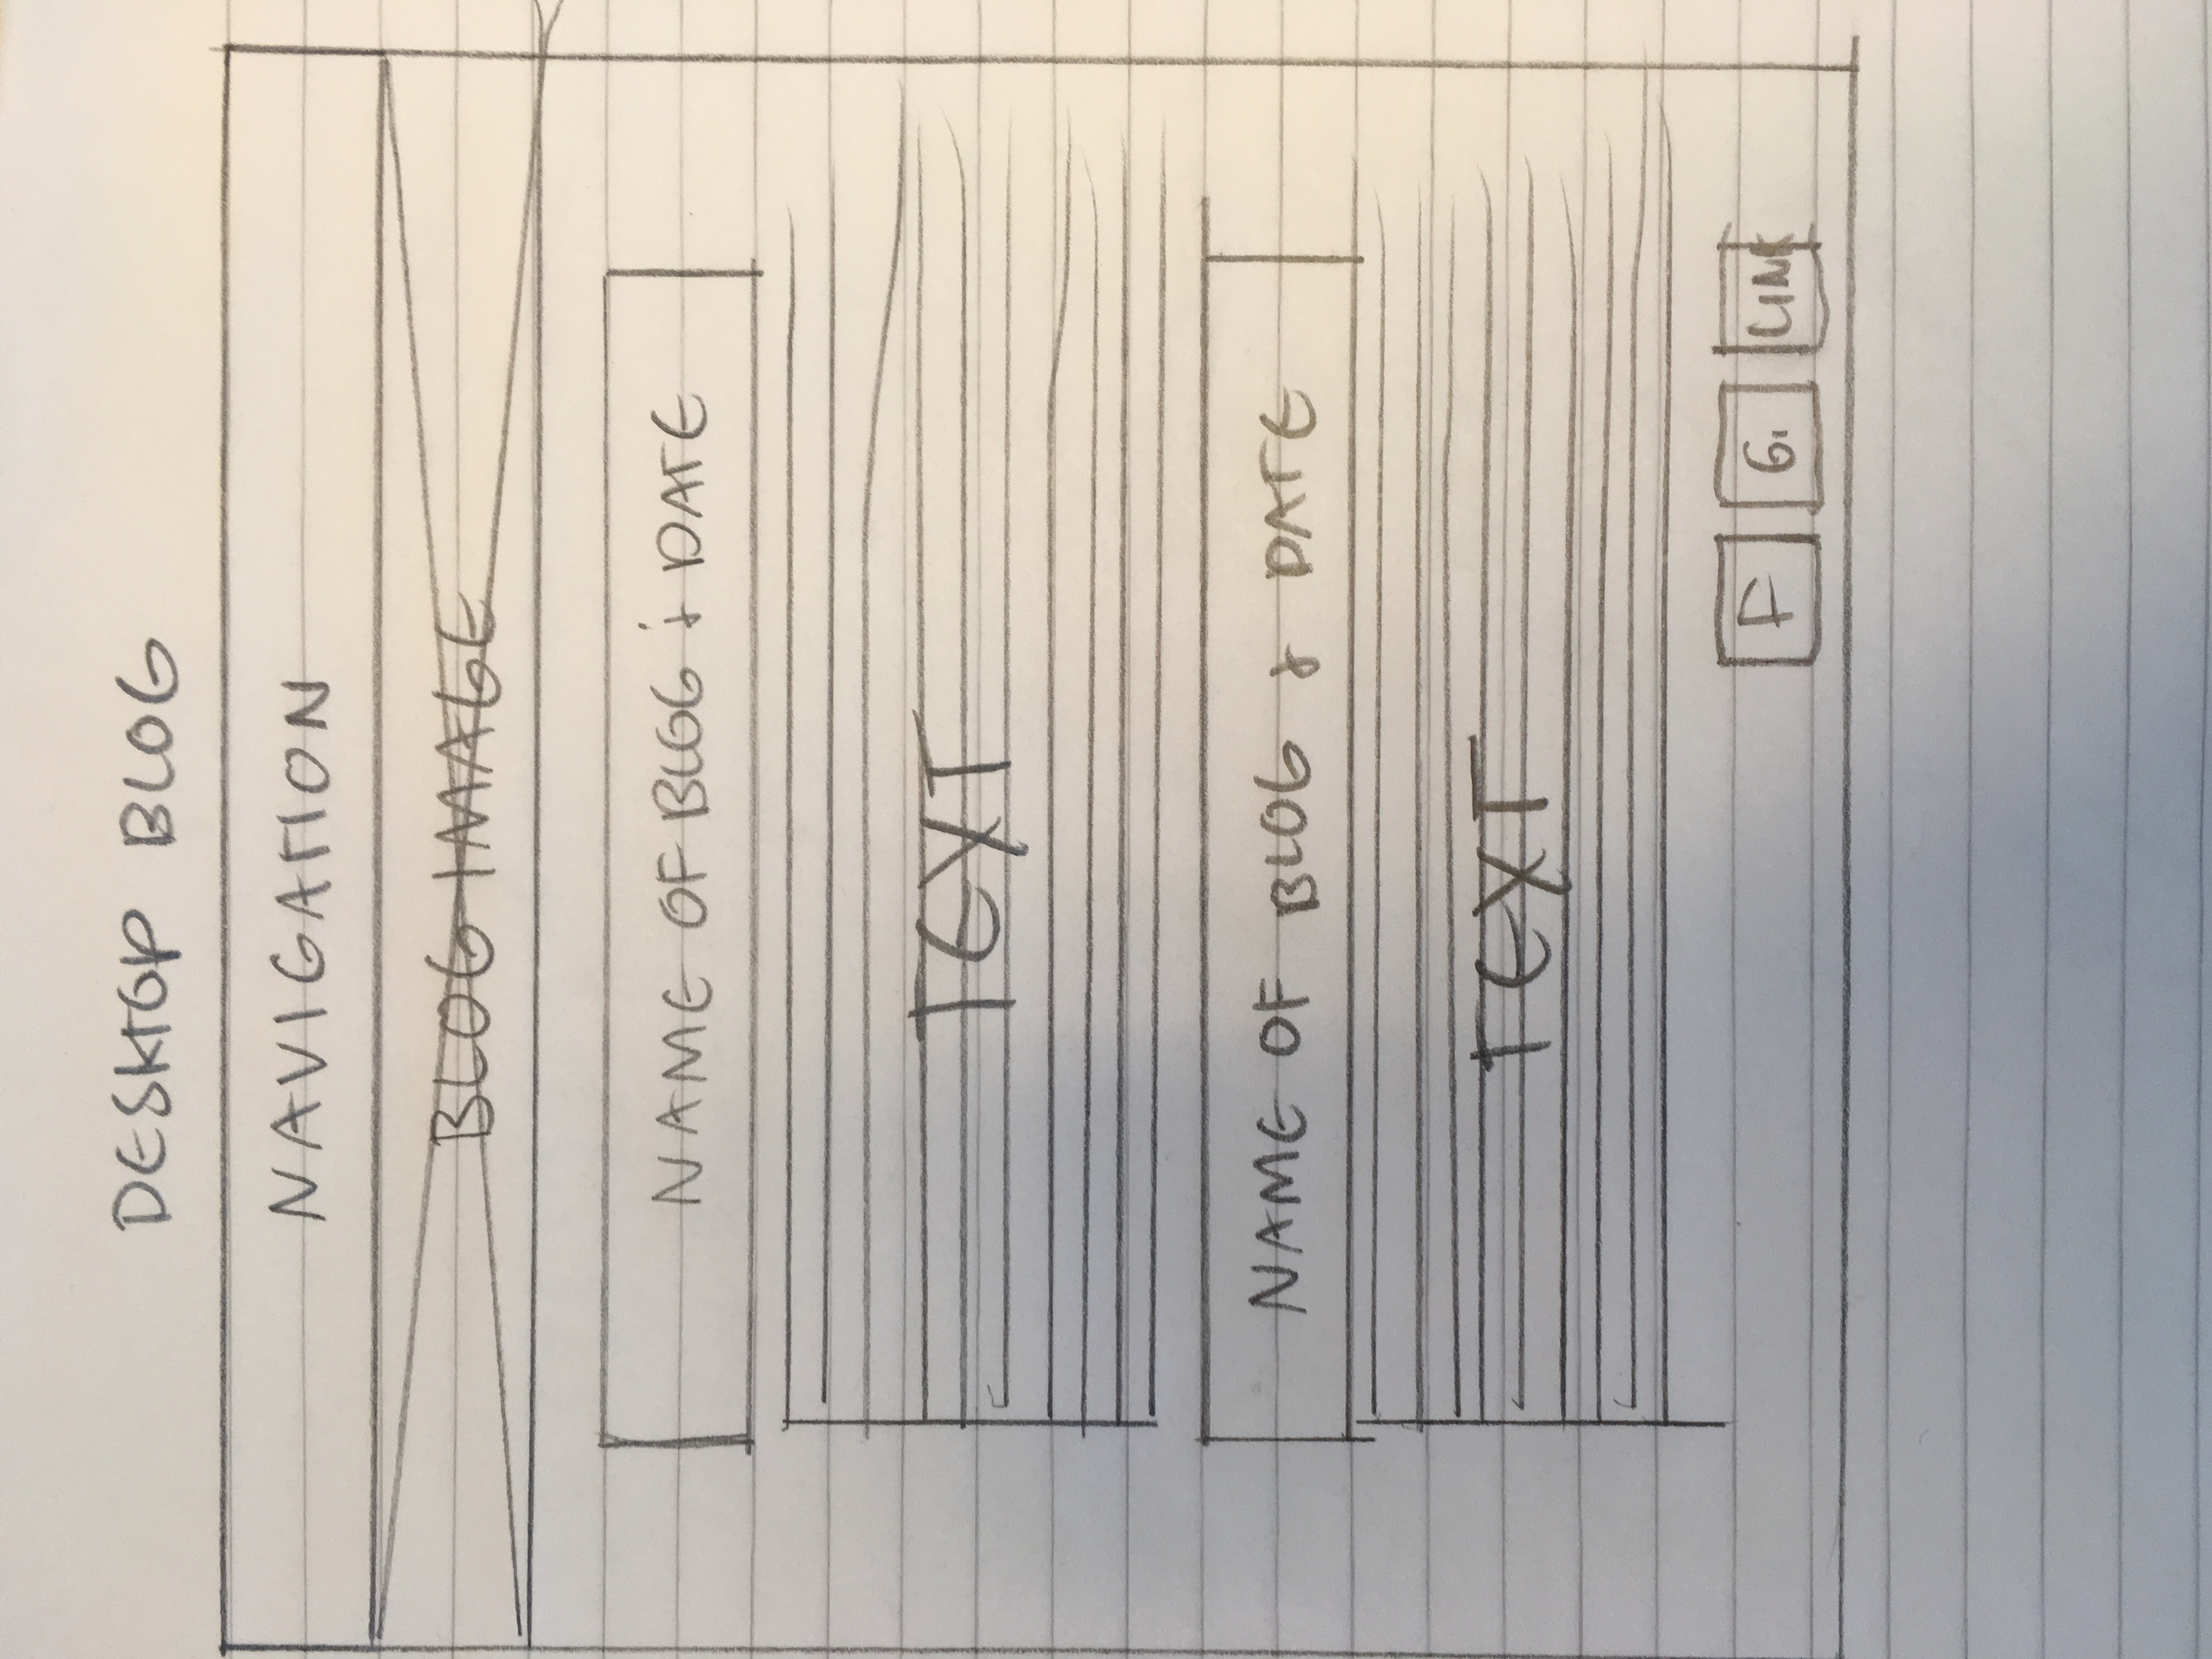 DESKTOP BLOG
NAVIGATION
BLOG IMAGE
NAME OF BLOG & DATE
TEXT
NAME OF BLOG & DATE
TEXT
F G. LINK